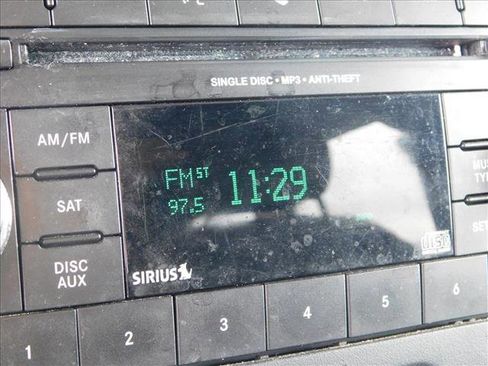 SINGLE DISC • MP3 • ANTI-THEFT
AM/FM
SAT
DISC
AUX
FM ST
97.5
11:29
SIRIUS
SET
1
2
3
4
5
6